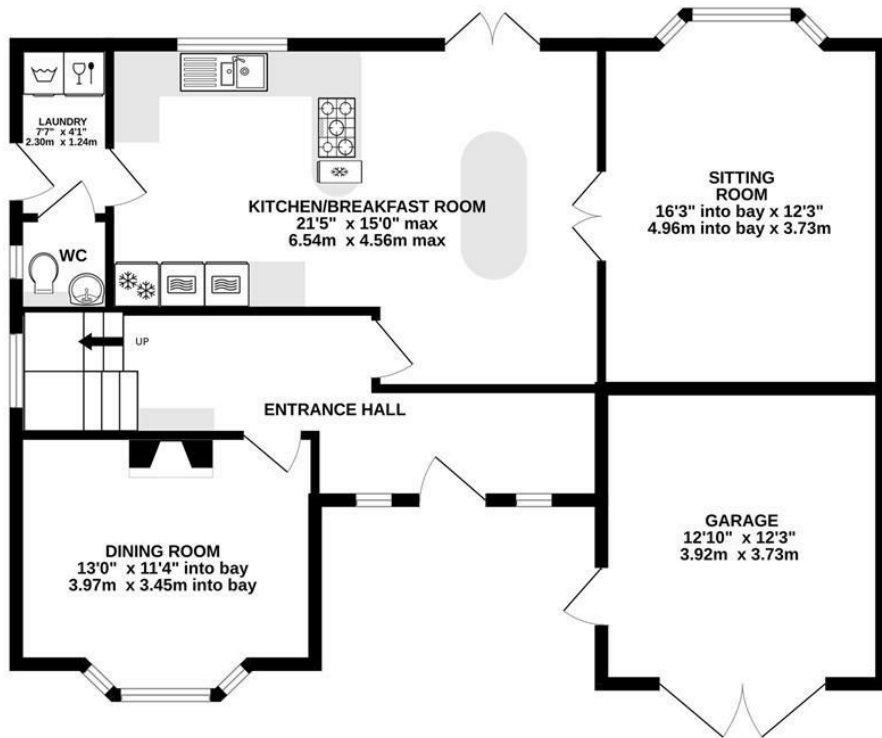 LAUNDRY
7'7" x 4'1"
2.30m x 1.24m
KITCHEN/BREAKFAST ROOM
21'5" x 15'0" max
6.54m x 4.56m max
SITTING
ROOM
16'3" into bay x 12'3"
4.96m into bay x 3.73m
WC
UP
ENTRANCE HALL
DINING ROOM
13'0" x 11'4" into bay
3.97m x 3.45m into bay
GARAGE
12'10" x 12'3"
3.92m x 3.73m